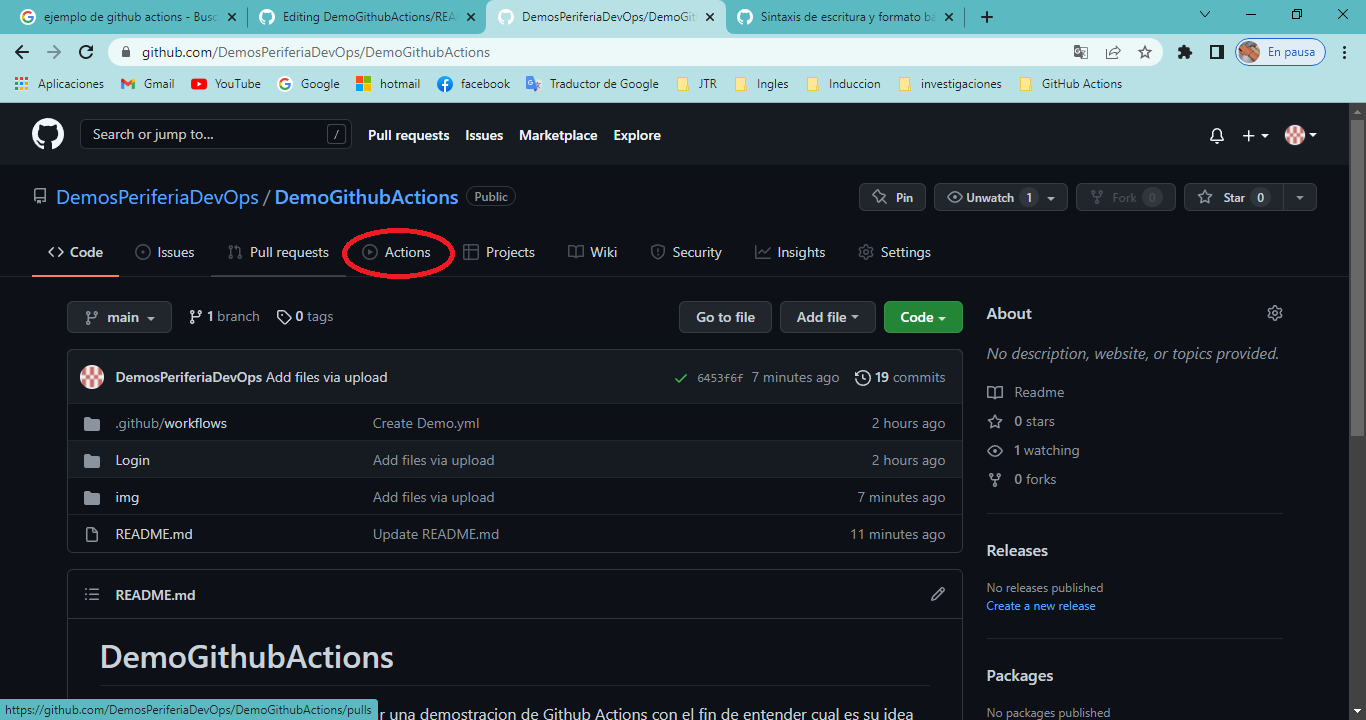 ejemplo de github actions - Busc
Editing DemoGithubActions/REA
DemosPeriferiaDevOps/DemoGith
Sintaxis de escritura y formato bá
github.com/DemosPeriferiaDevOps/DemoGithubActions
En pausa
Aplicaciones Gmail YouTube Google hotmail facebook Traductor de Google JTR Ingles Induccion investigaciones GitHub Actions
Search or jump to... / Pull requests Issues Marketplace Explore
DemosPeriferiaDevOps / DemoGithubActions Public Pin Unwatch 1 Fork 0 Star 0
Code Issues Pull requests Actions Projects Wiki Security Insights Settings
main 1 branch 0 tags Go to file Add file Code
DemosPeriferiaDevOps Add files via upload 6453f6f 7 minutes ago 19 commits
.github/workflows Create Demo.yml 2 hours ago
Login Add files via upload 2 hours ago
img Add files via upload 7 minutes ago
README.md Update README.md 11 minutes ago
README.md
DemoGithubActions
r una demostracion de Github Actions con el fin de entender cual es su idea
About
No description, website, or topics provided.
Readme
0 stars
1 watching
0 forks
Releases
No releases published
Create a new release
Packages
No packages published
https://github.com/DemosPeriferiaDevOps/DemoGithubActions/pulls